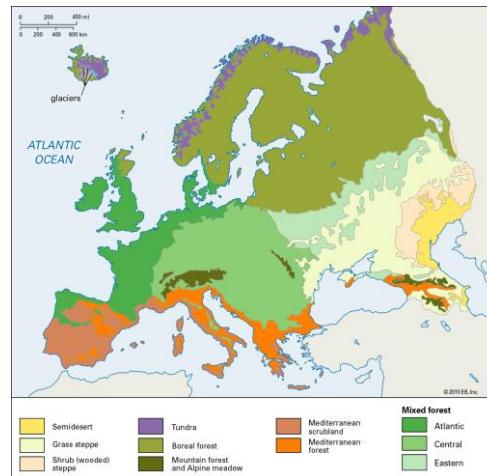 0 200 400 mi
0 200 400 600 km
glaciers
ATLANTIC
OCEAN
© 2010 EB, Inc.
Semidesert
Grass steppe
Shrub (wooded)
steppe
Tundra
Boreal forest
Mountain forest
and Alpine meadow
Mediterranean
scrubland
Mediterranean
forest
Mixed forest
Atlantic
Central
Eastern